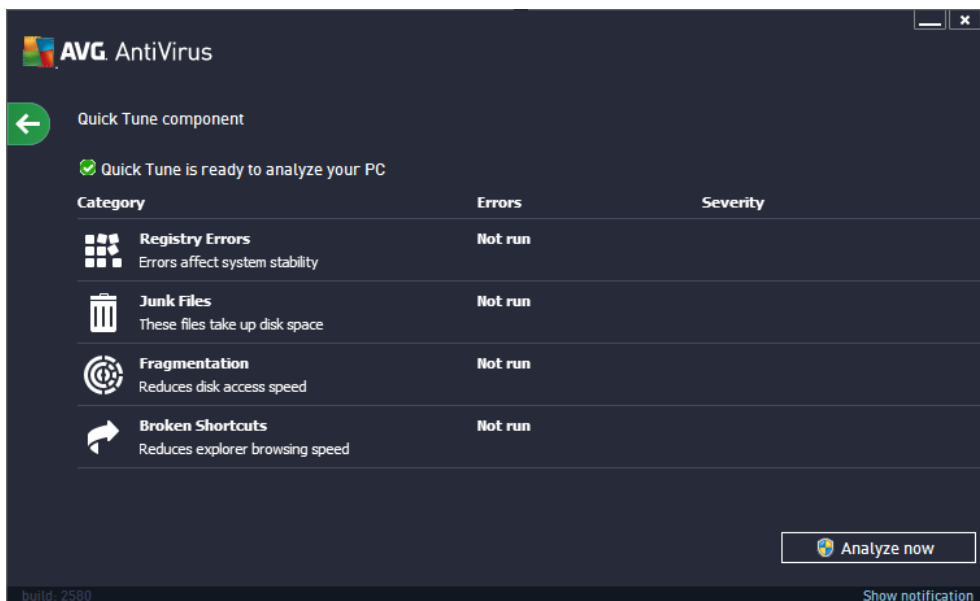 AVG. AntiVirus
Quick Tune component
Quick Tune is ready to analyze your PC
Category Errors Severity
Registry Errors Not run
Errors affect system stability
Junk Files Not run
These files take up disk space
Fragmentation Not run
Reduces disk access speed
Broken Shortcuts Not run
Reduces explorer browsing speed
Analyze now
build: 2580 Show notification